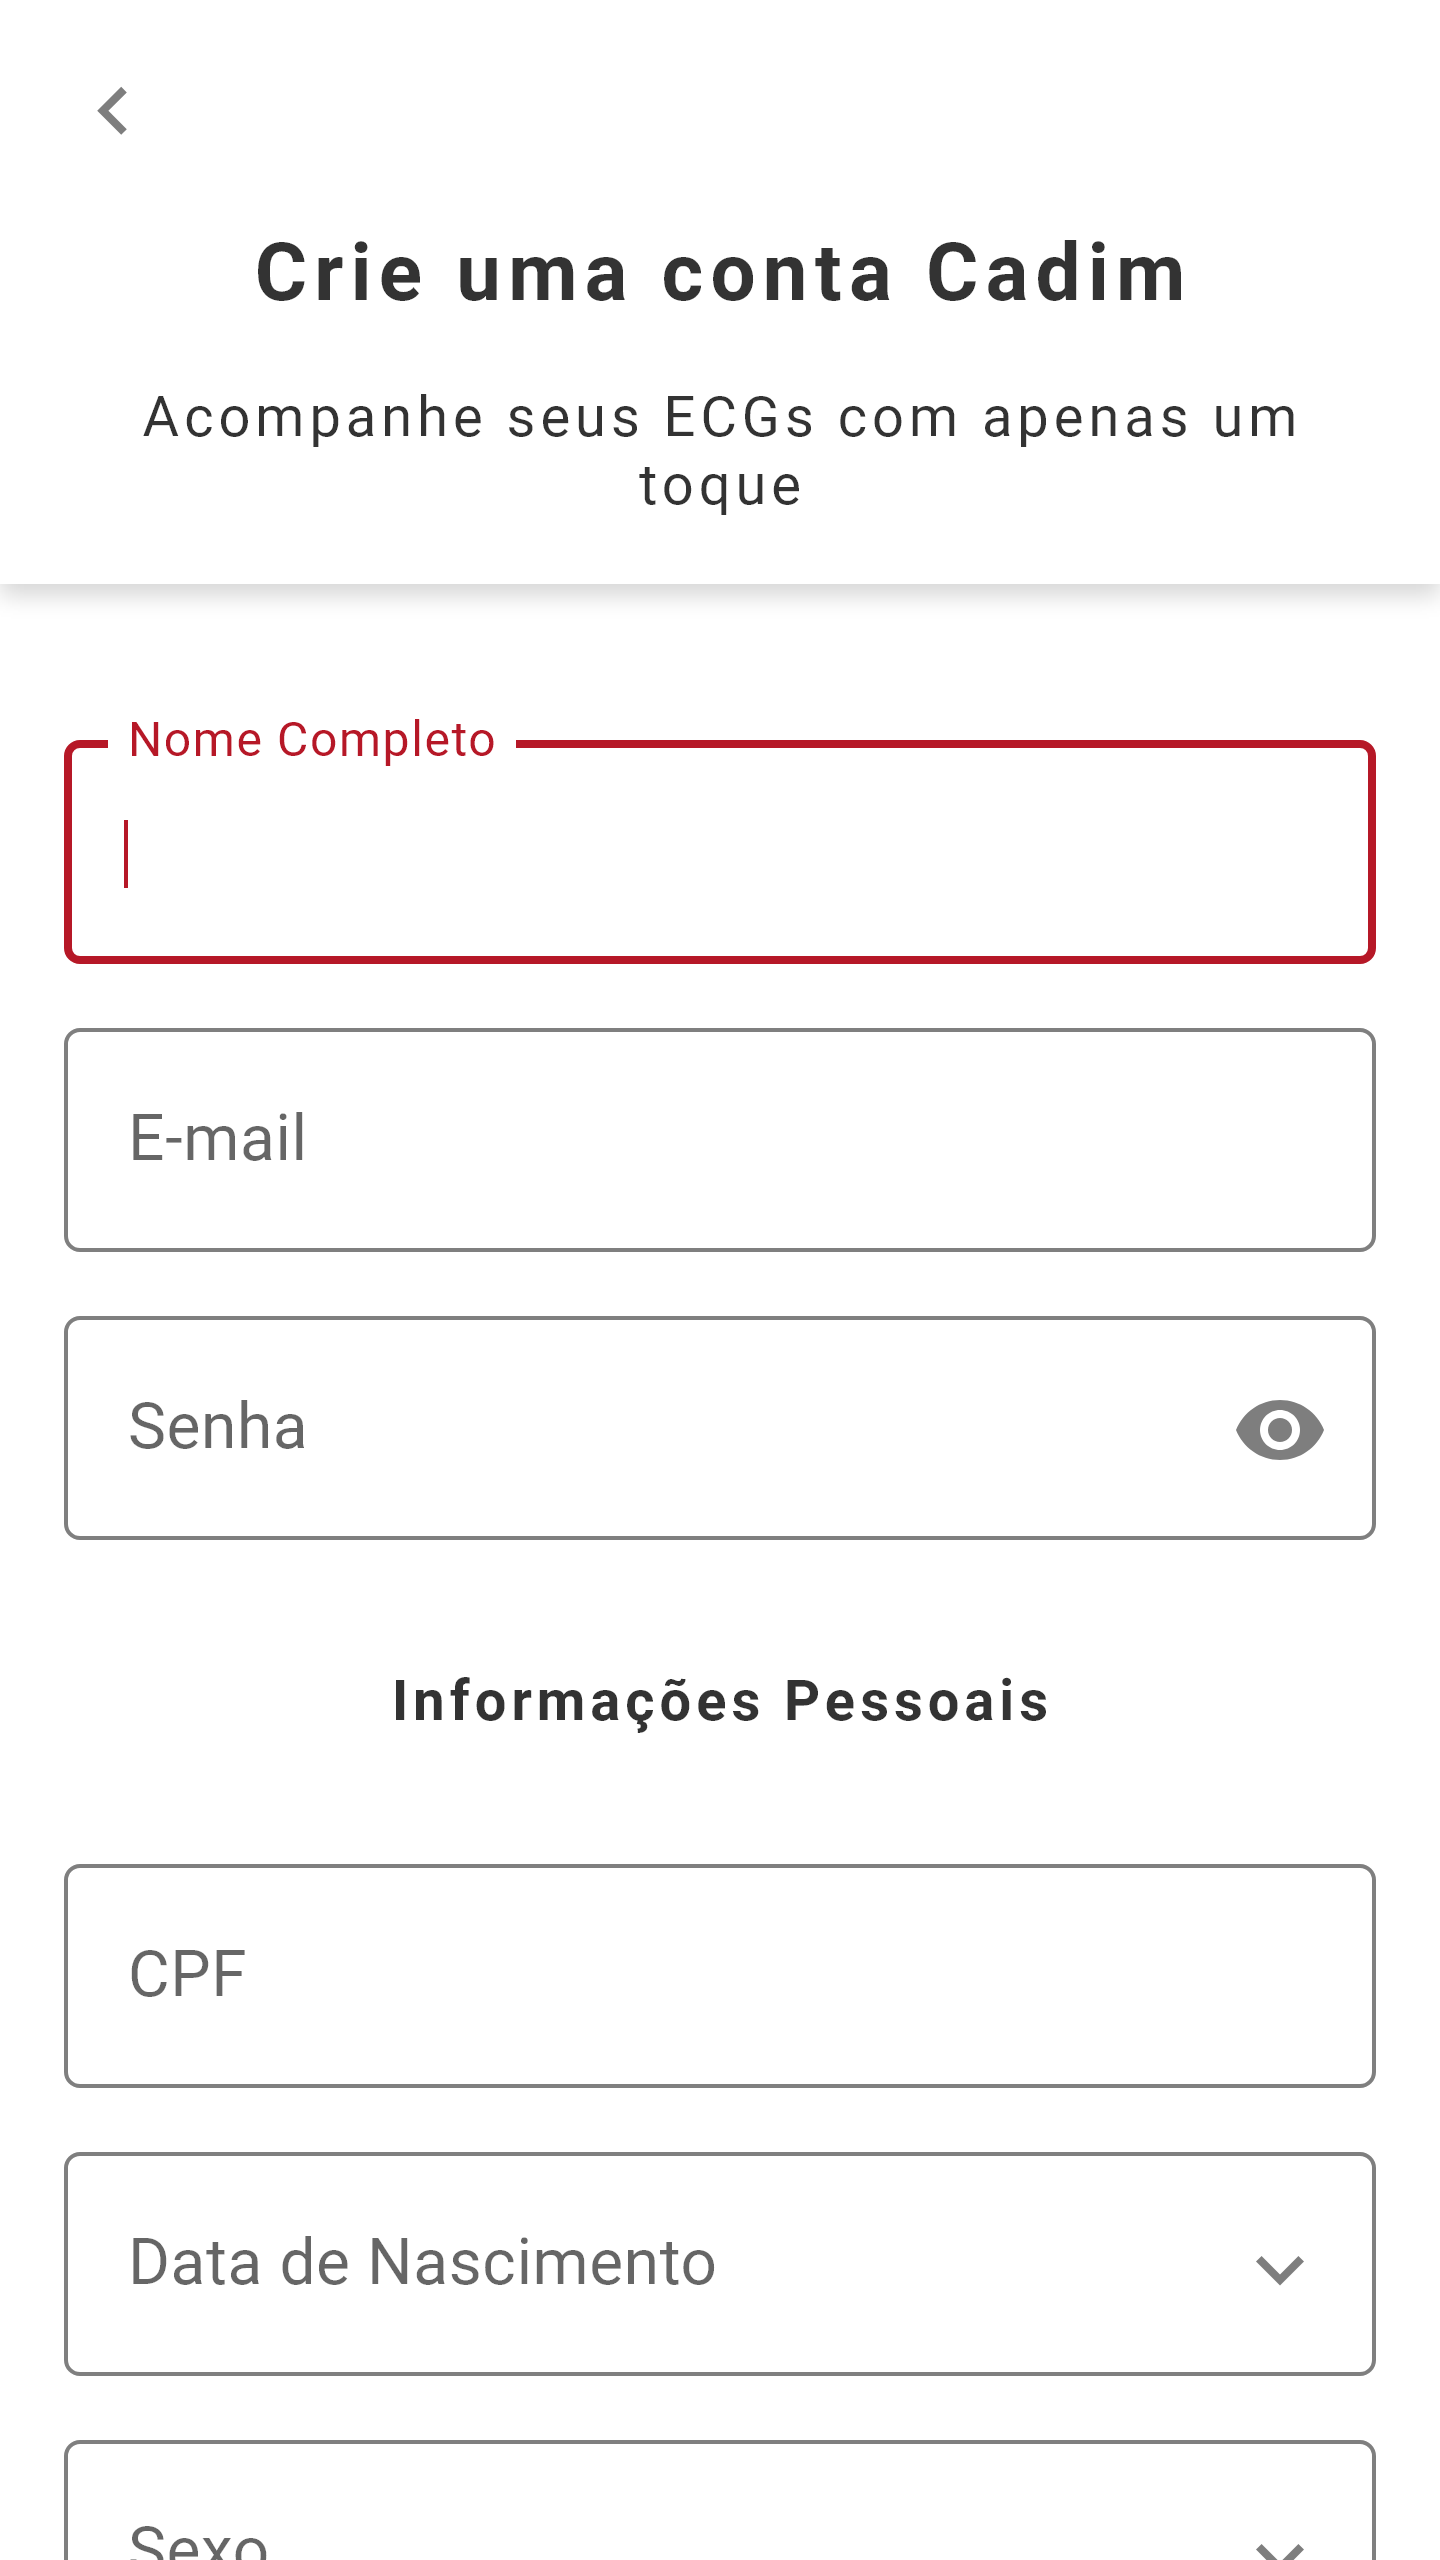 Crie uma conta Cadim
Acompanhe seus ECGs com apenas um
toque
Nome Completo
E-mail
Senha
Informações Pessoais
CPF
Data de Nascimento
Sexo